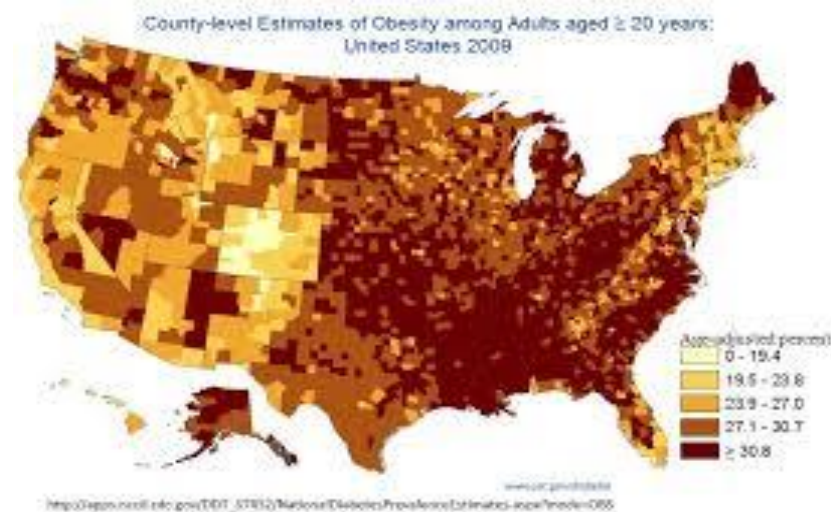 County-level Estimates of Obesity among Adults aged ≥ 20 years:
United States 2009
Age-adjusted percent
0 - 19.4
19.5 - 23.8
23.9 - 27.0
27.1 - 30.7
≥ 30.8